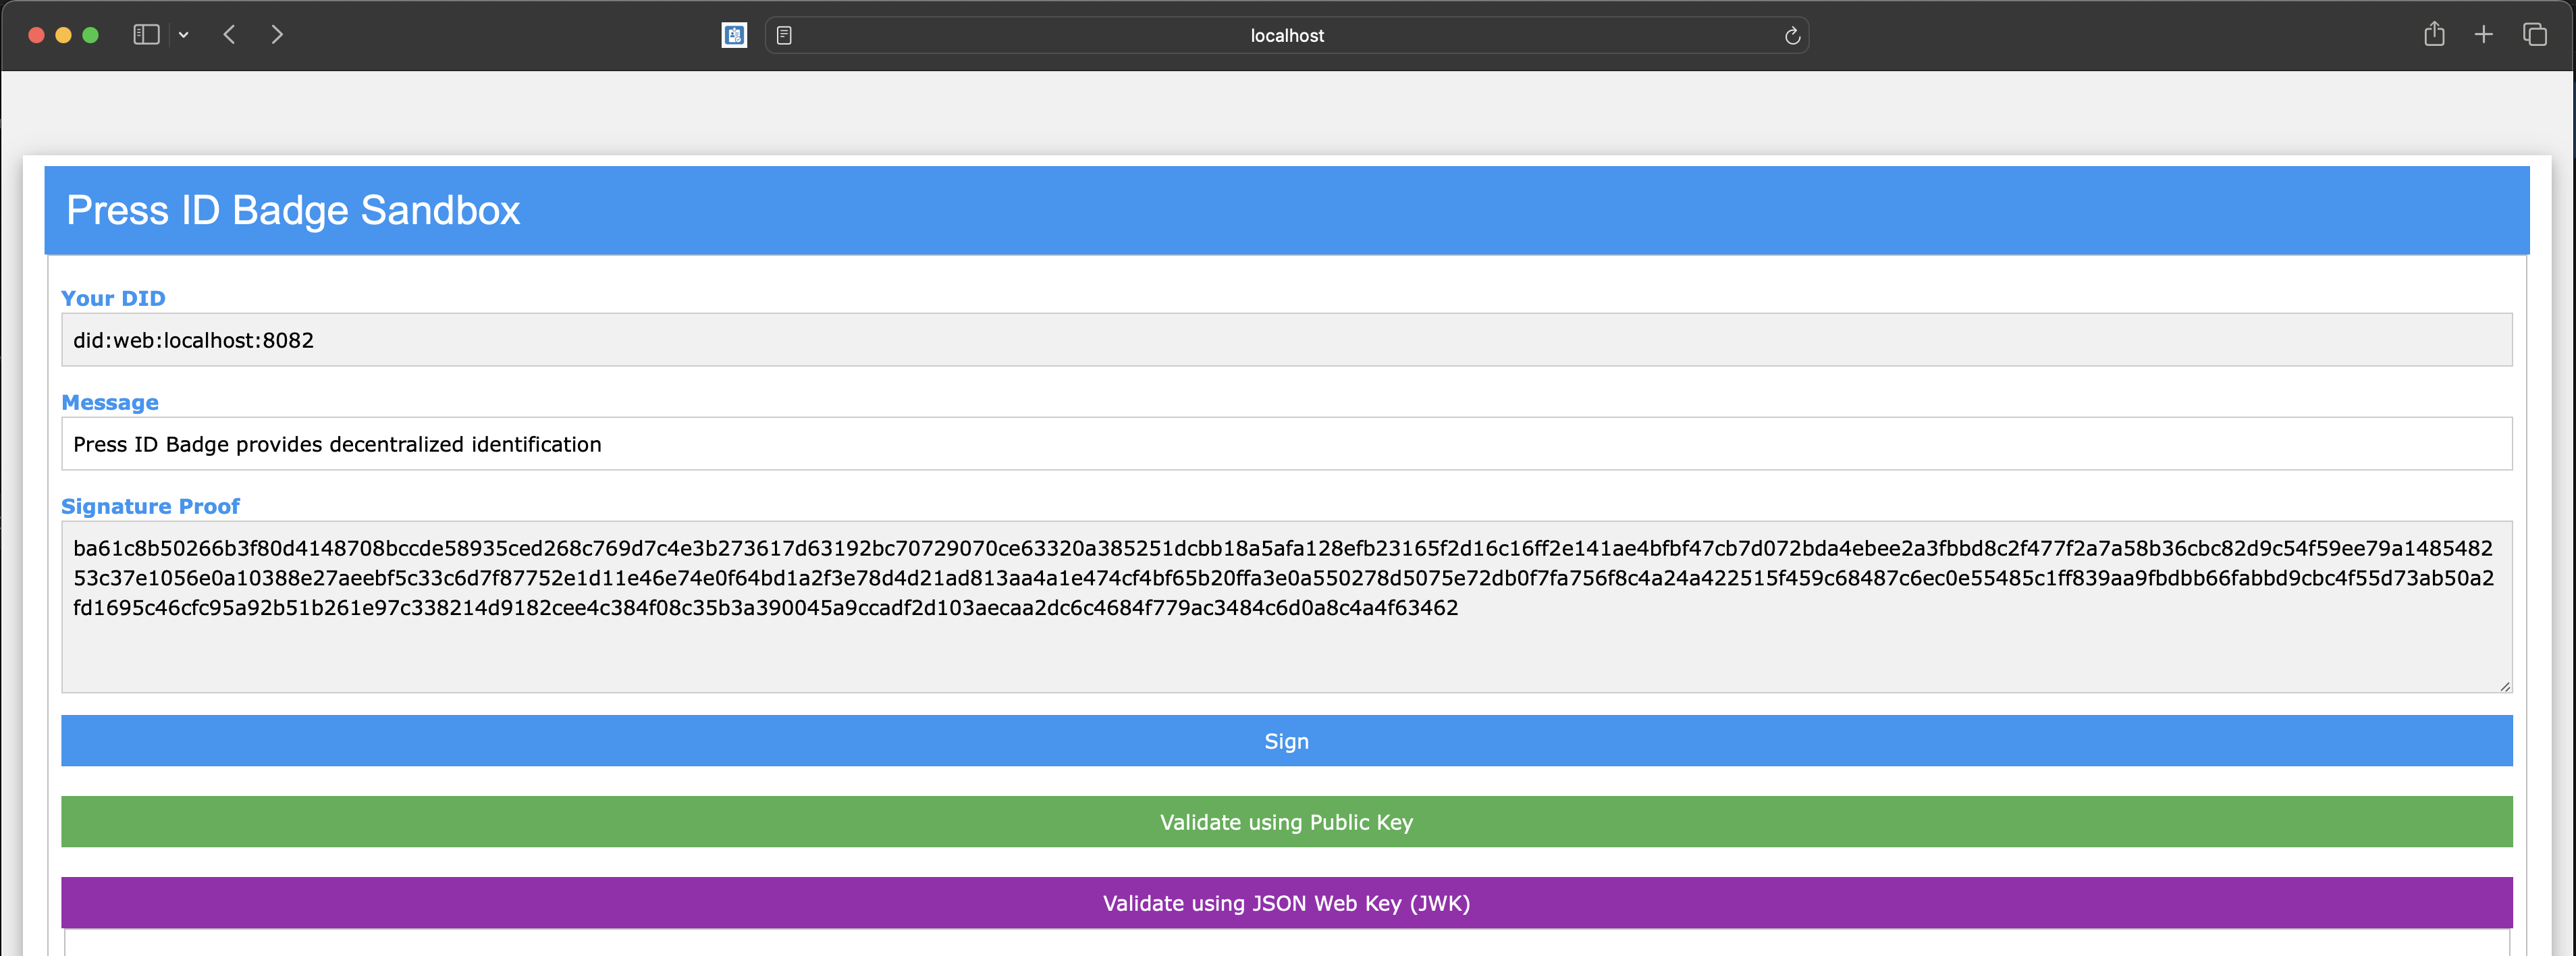 localhost
Press ID Badge Sandbox
Your DID
did:web:localhost:8082
Message
Press ID Badge provides decentralized identification
Signature Proof
ba61c8b50266b3f80d4148708bccde58935ced268c769d7c4e3b273617d63192bc70729070ce63320a385251dcbb18a5afa128efb23165f2d16c16ff2e141ae4bfbf47cb7d072bda4ebee2a3fbbd8c2f477f2a7a58b36cbc82d9c54f59ee79a1485482
53c37e1056e0a10388e27aeebf5c33c6d7f87752e1d11e46e74e0f64bd1a2f3e78d4d21ad813aa4a1e474cf4bf65b20ffa3e0a550278d5075e72db0f7fa756f8c4a24a422515f459c68487c6ec0e55485c1ff839aa9fbdbb66fabbd9cbc4f55d73ab50a2
fd1695c46cfc95a92b51b261e97c338214d9182cee4c384f08c35b3a390045a9ccadf2d103aecaa2dc6c4684f779ac3484c6d0a8c4a4f63462
Sign
Validate using Public Key
Validate using JSON Web Key (JWK)